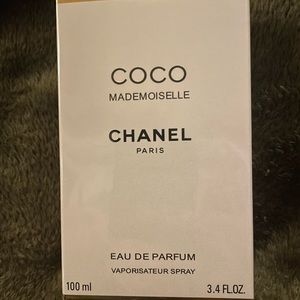 COCO
MADEMOISELLE
CHANEL
PARIS
EAU DE PARFUM
VAPORISATEUR SPRAY
100 ml 3.4 FL.OZ.